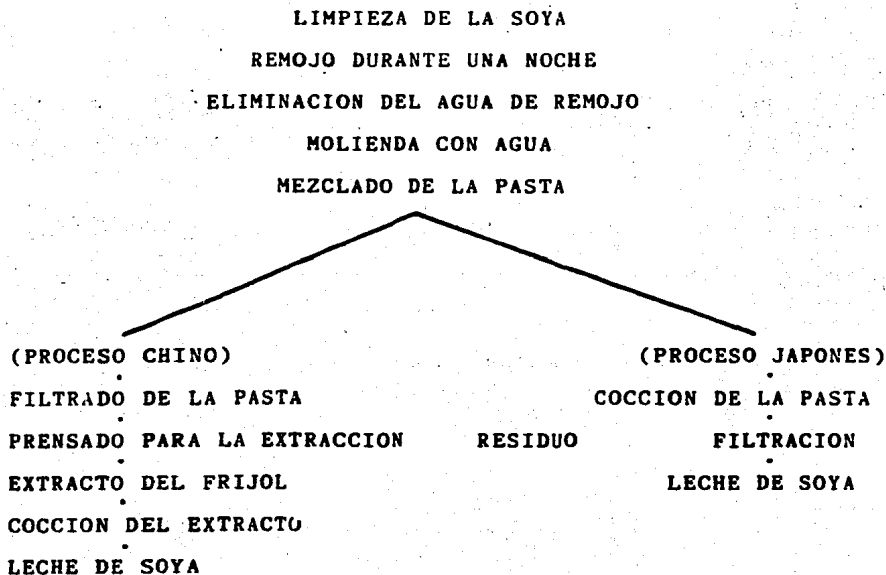 LIMPIEZA DE LA SOYA
REMOJO DURANTE UNA NOCHE
ELIMINACION DEL AGUA DE REMOJO
MOLIENDA CON AGUA
MEZCLADO DE LA PASTA
(PROCESO CHINO) (PROCESO JAPONES)
FILTRADO DE LA PASTA COCCION DE LA PASTA
PRENSADO PARA LA EXTRACCION RESIDUO FILTRACION
EXTRACTO DEL FRIJOL LECHE DE SOYA
COCCION DEL EXTRACTO
LECHE DE SOYA